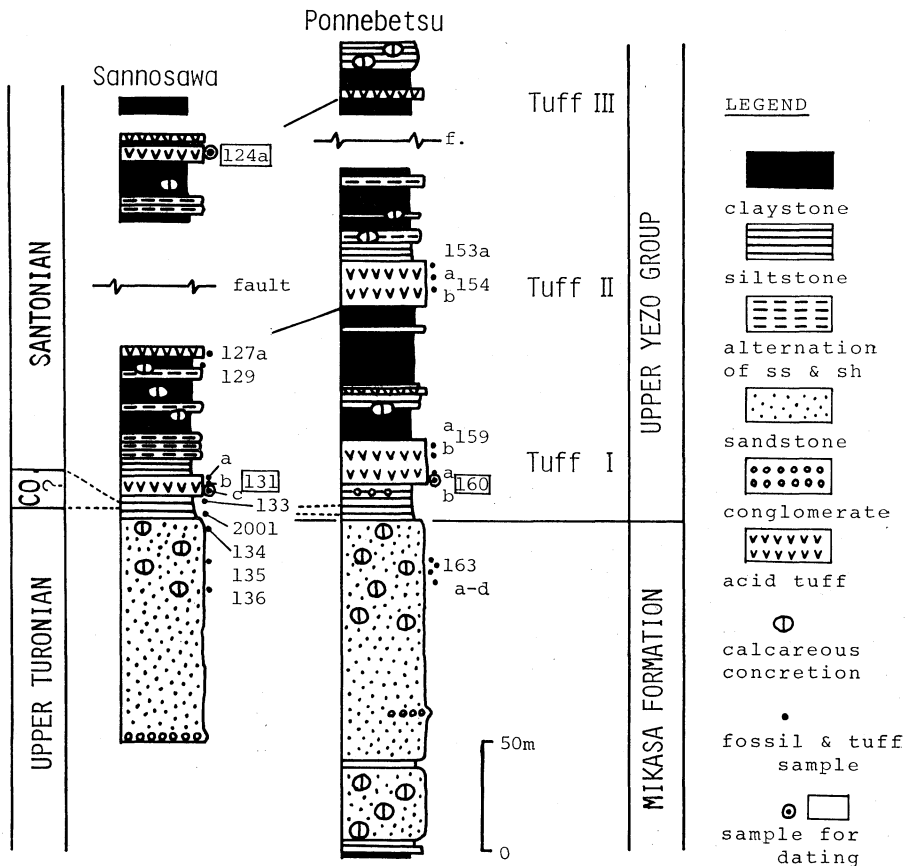 Ponnebetsu
Sannosawa
Tuff III
LEGEND
f.
124a
claystone
153a
a
b 154
siltstone
fault
Tuff II
127a
129
alternation
of ss & sh
sandstone
a
b 159
a
b 131
c
Tuff I
a
b 160
133
conglomerate
2001
134
135
136
163
a-d
acid tuff
calcareous
concretion
50m
0
fossil & tuff
sample
sample for
dating
SANTONIAN
CO ?
UPPER TURONIAN
UPPER YEZO GROUP
MIKASA FORMATION